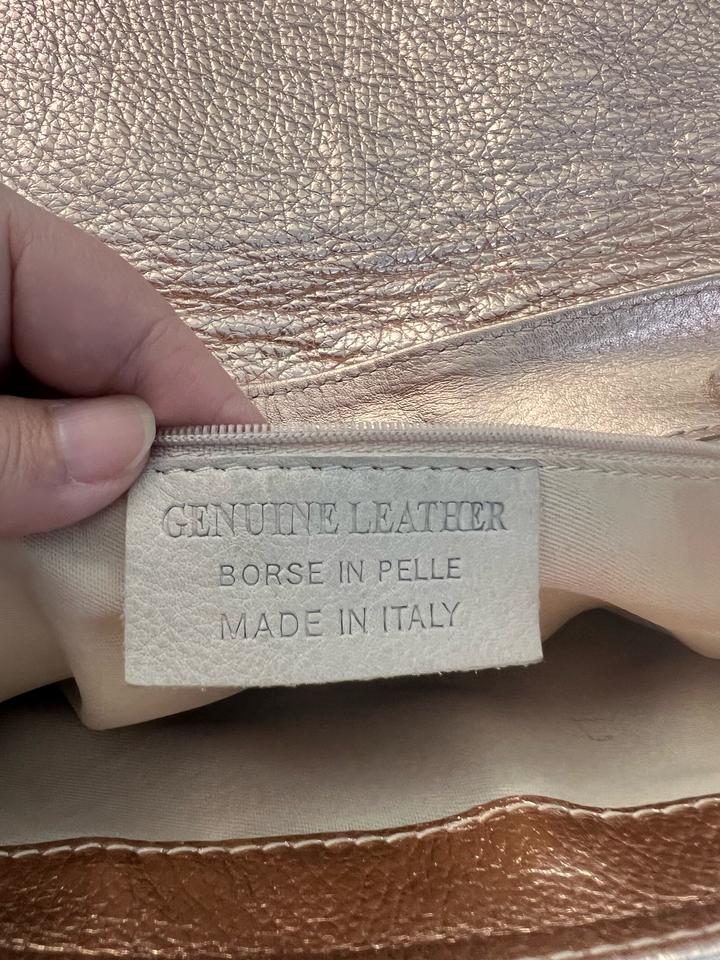 GENUINE LEATHER
BORSE IN PELLE
MADE IN ITALY